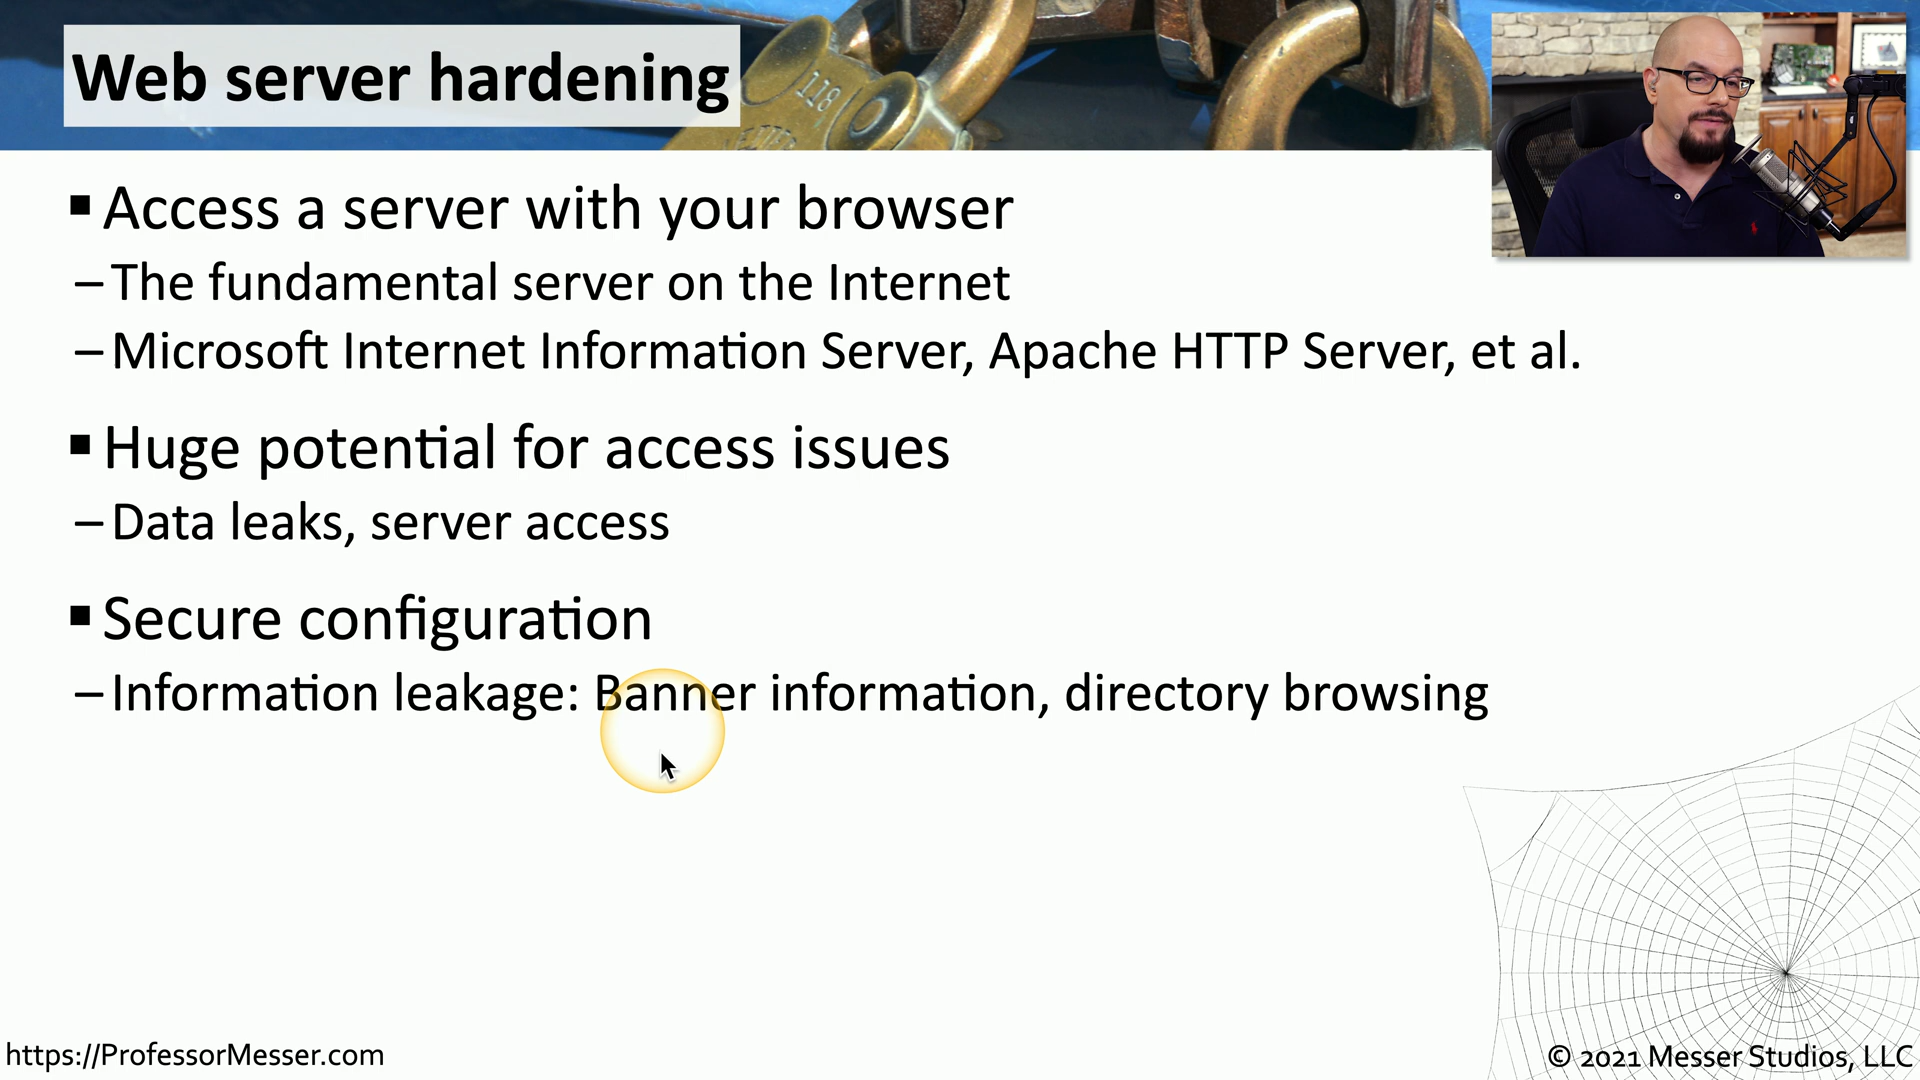 Web server hardening
118
▪ Access a server with your browser
– The fundamental server on the Internet
– Microsoft Internet Information Server, Apache HTTP Server, et al.
▪ Huge potential for access issues
– Data leaks, server access
▪ Secure configuration
– Information leakage: Banner information, directory browsing
https://ProfessorMesser.com
© 2021 Messer Studios, LLC